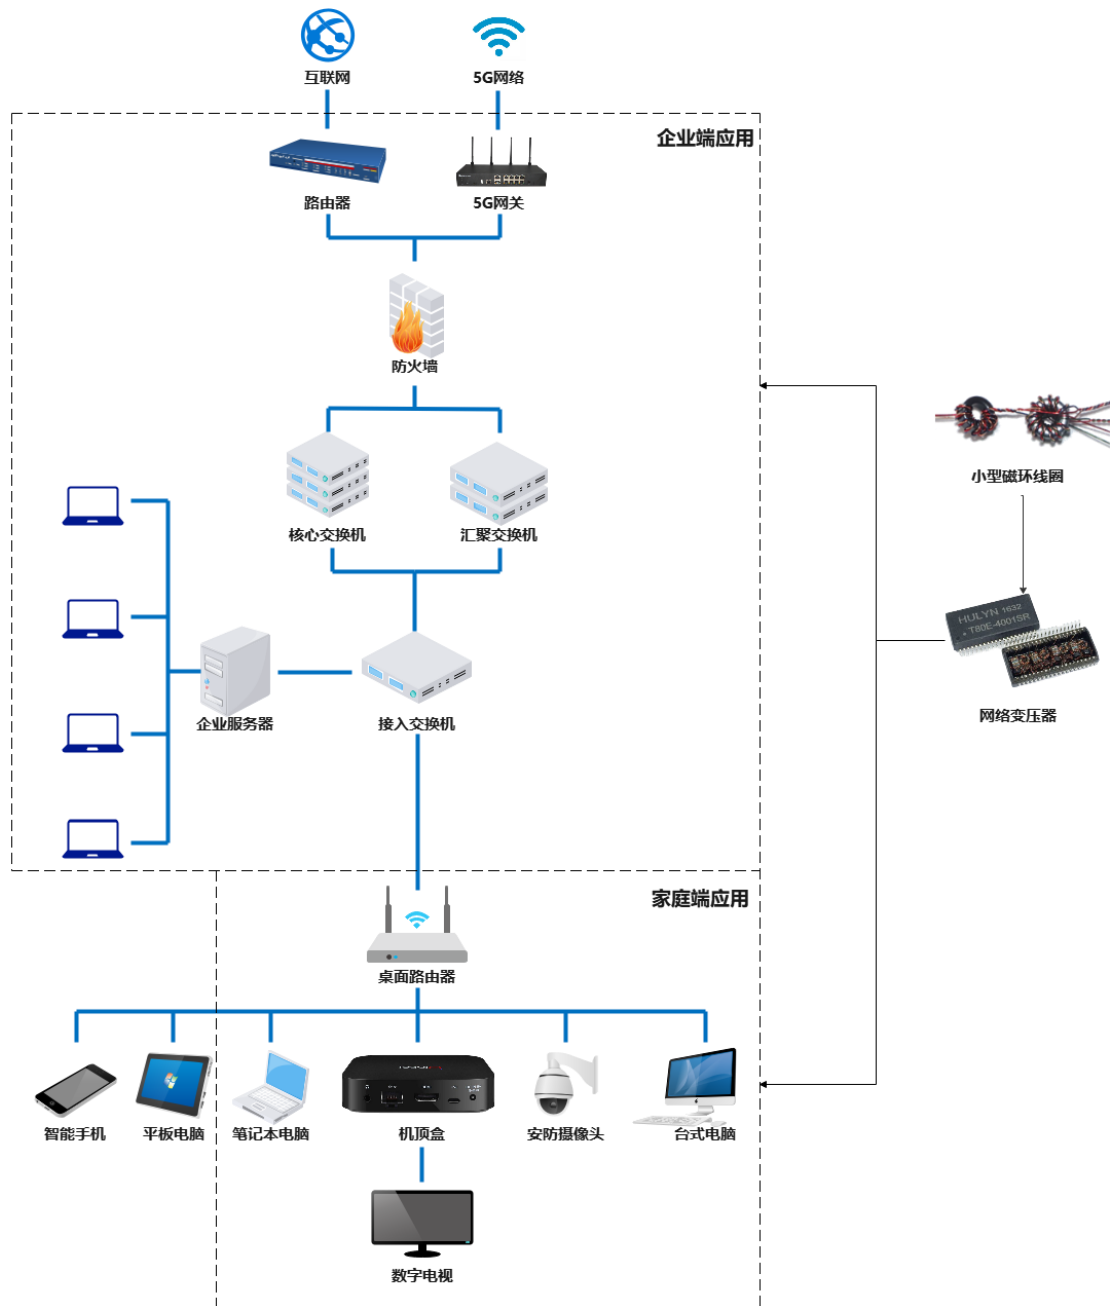 互联网
5G网络
企业端应用
路由器
5G网关
防火墙
小型磁环线圈
核心交换机
汇聚交换机
HULYN 1632
T80E-4001SR
网络变压器
企业服务器
接入交换机
家庭端应用
桌面路由器
智能手机
平板电脑
笔记本电脑
机顶盒
安防摄像头
台式电脑
数字电视